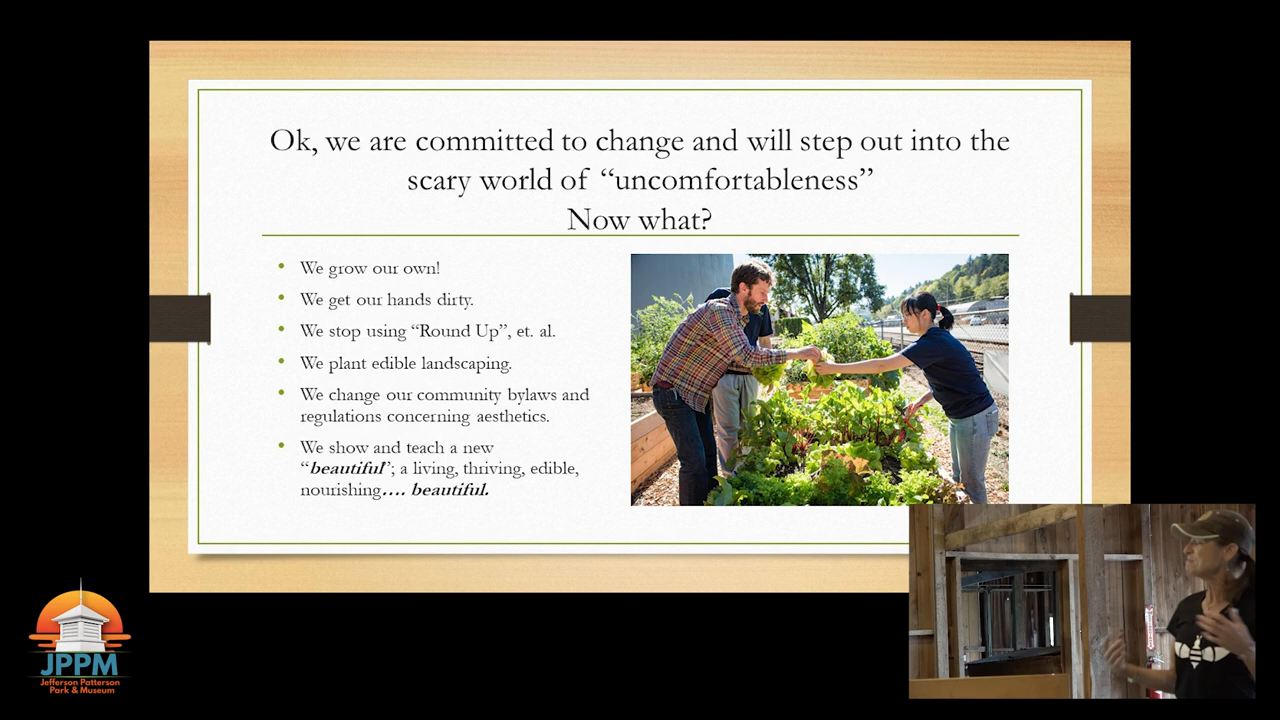 Ok, we are committed to change and will step out into the
scary world of “uncomfortableness”
Now what?
• We grow our own!
• We get our hands dirty.
• We stop using “Round Up”, et. al.
• We plant edible landscaping.
• We change our community bylaws and
regulations concerning aesthetics.
• We show and teach a new
“beautiful”; a living, thriving, edible,
nourishing…. beautiful.
JPPM
Jefferson Patterson
Park & Museum